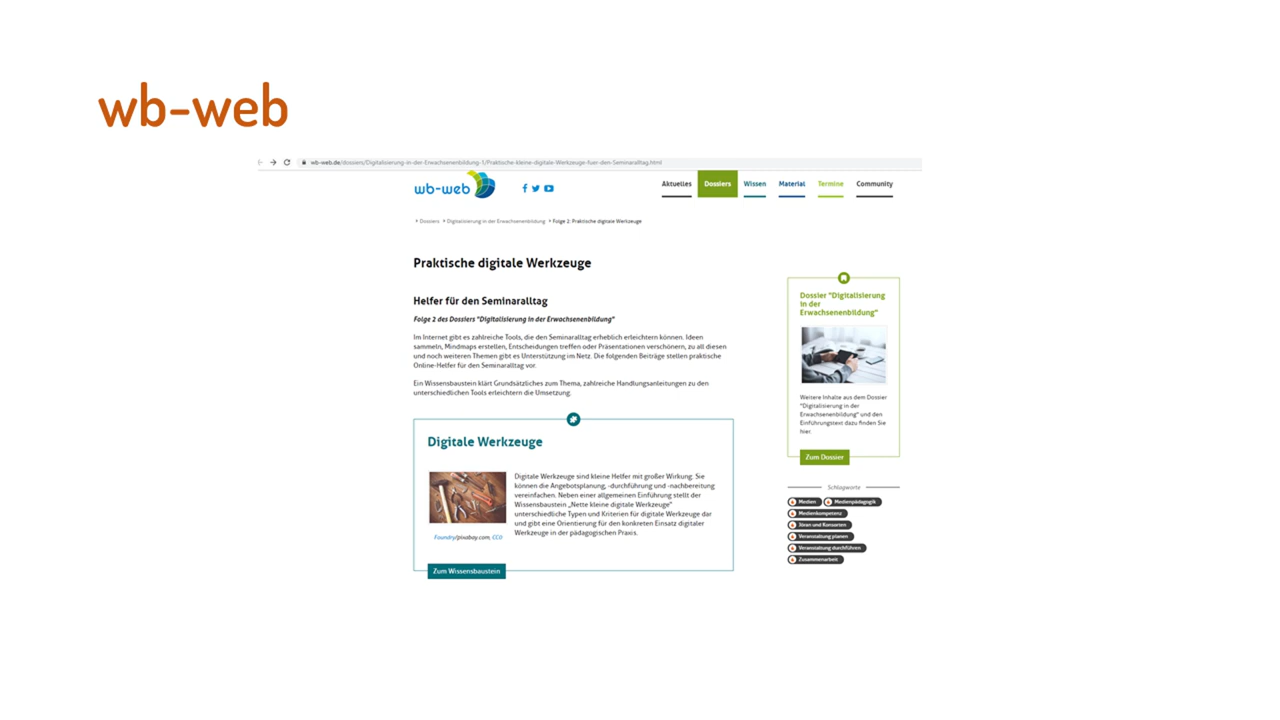 wb-web
wb-web.de/dossiers/Digitalisierung-in-der-Erwachsenenbildung-1/Praktische-kleine-digitale-Werkzeuge-fuer-den-Seminaralltag.html
wb-web
Aktuelles Dossiers Wissen Material Termine Community
Dossiers Digitalisierung in der Erwachsenenbildung Folge 2: Praktische digitale Werkzeuge
Praktische digitale Werkzeuge
Helfer für den Seminaralltag
Folge 2 des Dossiers "Digitalisierung in der Erwachsenenbildung"
Im Internet gibt es zahlreiche Tools, die den Seminaralltag erheblich erleichtern können. Ideen
sammeln, Mindmaps erstellen, Entscheidungen treffen oder Präsentationen verschönern, zu all diesen
und noch weiteren Themen gibt es Unterstützung im Netz. Die folgenden Beiträge stellen praktische
Online-Helfer für den Seminaralltag vor.
Ein Wissensbaustein klärt Grundsätzliches zum Thema, zahlreiche Handlungsanleitungen zu den
unterschiedlichen Tools erleichtern die Umsetzung.
Digitale Werkzeuge
Digitale Werkzeuge sind kleine Helfer mit großer Wirkung. Sie
können die Angebotsplanung, -durchführung und -nachbereitung
vereinfachen. Neben einer allgemeinen Einführung stellt der
Wissensbaustein „Nette kleine digitale Werkzeuge"
unterschiedliche Typen und Kriterien für digitale Werkzeuge dar
und gibt eine Orientierung für den konkreten Einsatz digitaler
Werkzeuge in der pädagogischen Praxis.
Foundry/pixabay.com, CC0
Zum Wissensbaustein
Dossier "Digitalisierung
in der
Erwachsenenbildung"
Weitere Inhalte aus dem Dossier
"Digitalisierung in der
Erwachsenenbildung" und den
Einführungstext dazu finden Sie
hier.
Zum Dossier
Schlagworte
Medien Medienpädagogik
Medienkompetenz
Jöran und Konsorten
Veranstaltung planen
Veranstaltung durchführen
Zusammenarbeit